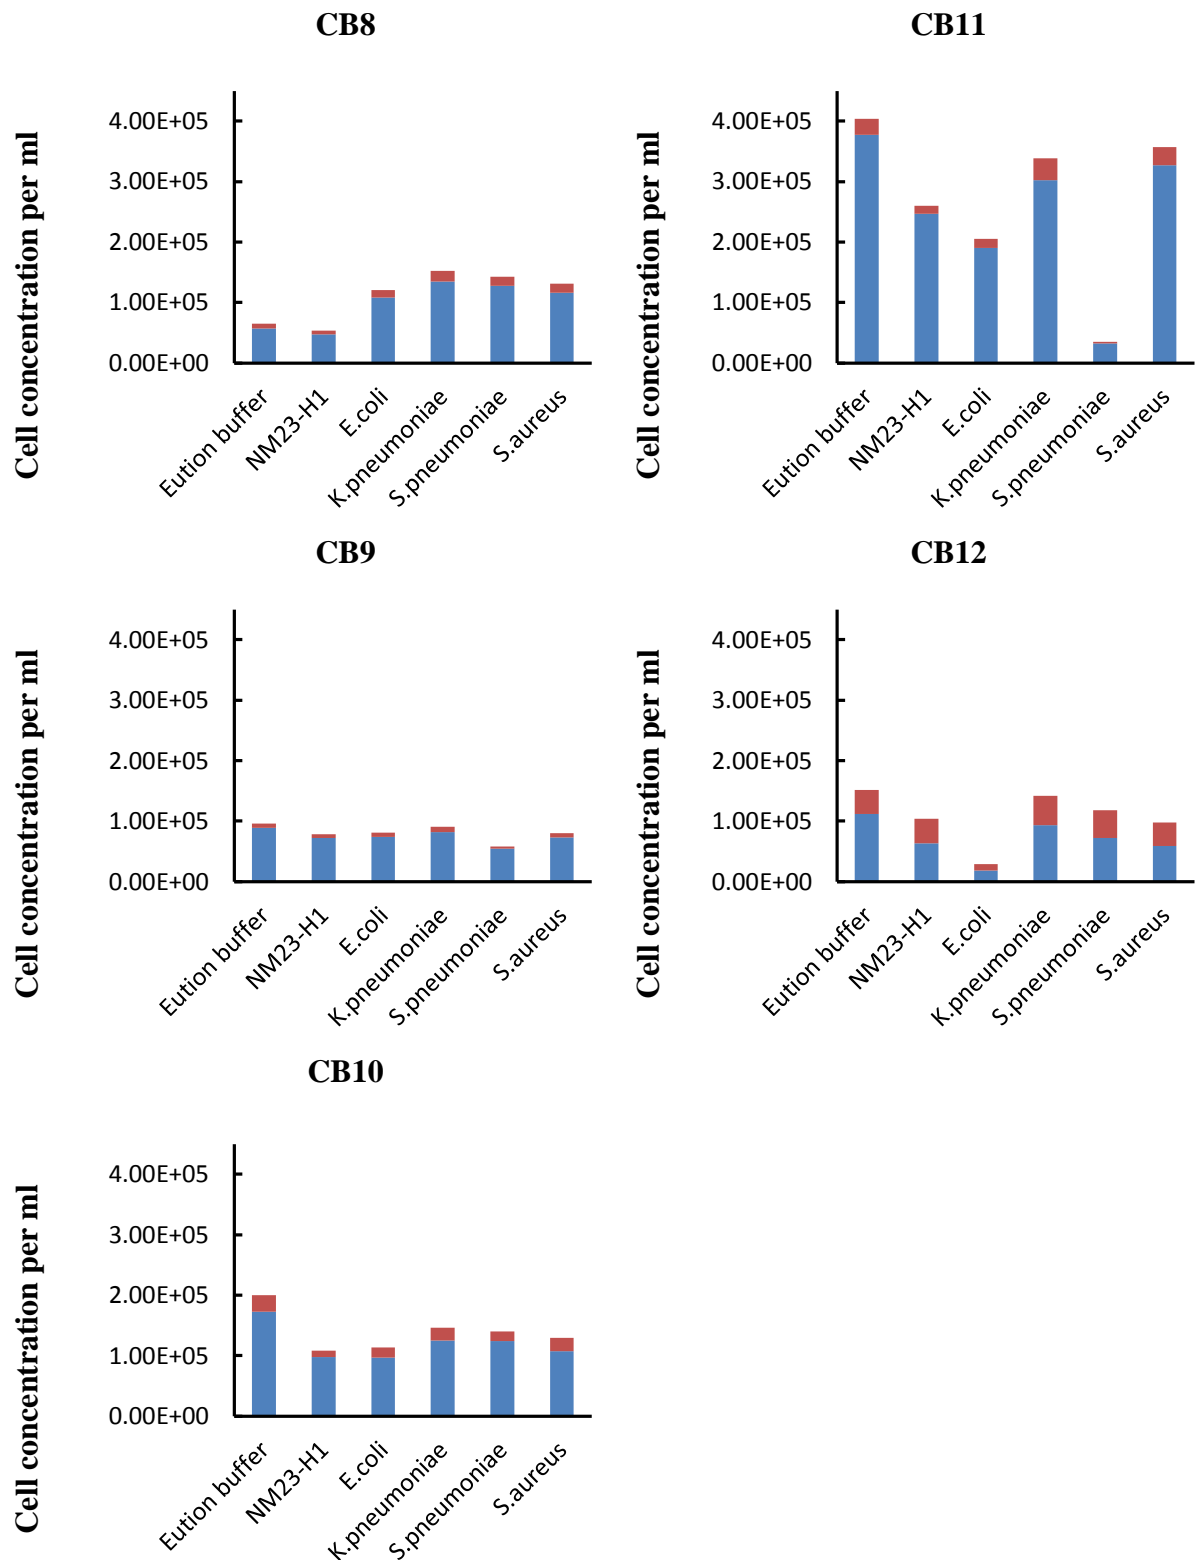 CB8
Cell concentration per ml
4.00E+05
3.00E+05
2.00E+05
1.00E+05
0.00E+00
Eution buffer
NM23-H1
E.coli
K.pneumoniae
S.pneumoniae
S.aureus
CB11
Cell concentration per ml
4.00E+05
3.00E+05
2.00E+05
1.00E+05
0.00E+00
Eution buffer
NM23-H1
E.coli
K.pneumoniae
S.pneumoniae
S.aureus
CB9
Cell concentration per ml
4.00E+05
3.00E+05
2.00E+05
1.00E+05
0.00E+00
Eution buffer
NM23-H1
E.coli
K.pneumoniae
S.pneumoniae
S.aureus
CB12
Cell concentration per ml
4.00E+05
3.00E+05
2.00E+05
1.00E+05
0.00E+00
Eution buffer
NM23-H1
E.coli
K.pneumoniae
S.pneumoniae
S.aureus
CB10
Cell concentration per ml
4.00E+05
3.00E+05
2.00E+05
1.00E+05
0.00E+00
Eution buffer
NM23-H1
E.coli
K.pneumoniae
S.pneumoniae
S.aureus